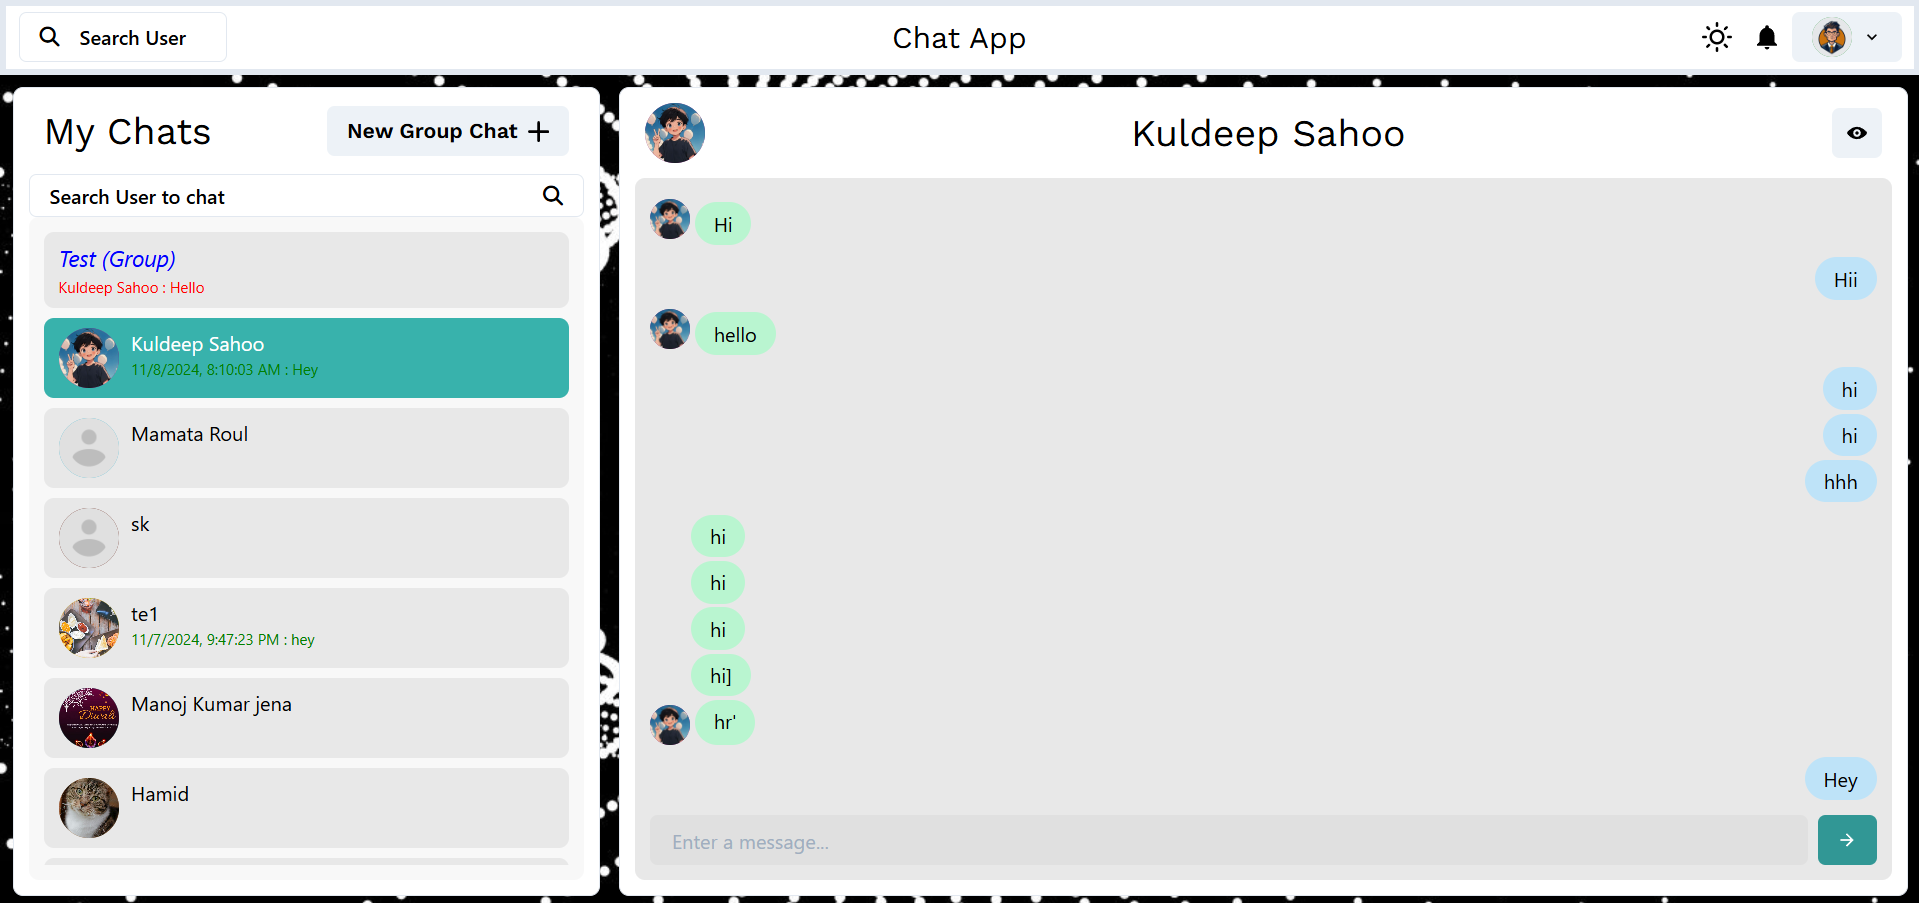 Search User
Chat App
My Chats
New Group Chat
Search User to chat
Test (Group)
Kuldeep Sahoo : Hello
Kuldeep Sahoo
11/8/2024, 8:10:03 AM : Hey
Mamata Roul
sk
te1
11/7/2024, 9:47:23 PM : hey
Manoj Kumar jena
HAPPY
Diwali
Hamid
Kuldeep Sahoo
Hi
Hii
hello
hi
hi
hhh
hi
hi
hi
hi]
hr'
Hey
Enter a message...